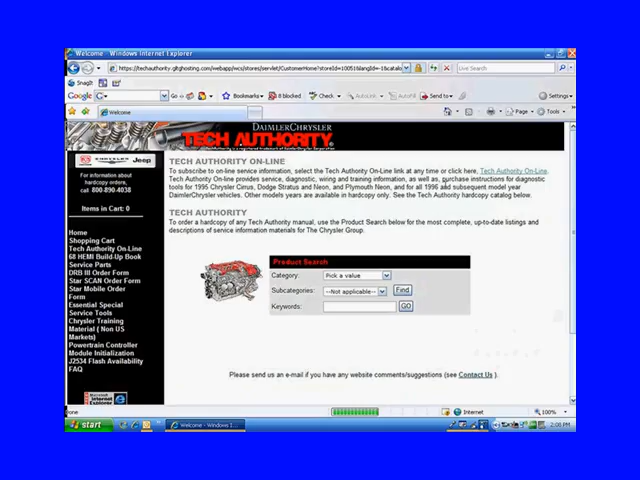 Welcome - Windows Internet Explorer
https://techauthority.gltghosting.com/webapp/wcs/stores/servlet/CustomerHome?storeId=10051&langId=-1&catalo
Live Search
SnagIt
Google
Go
Bookmarks
8 blocked
Check
AutoLink
AutoFill
Send to
Settings
Welcome
Page
Tools
DAIMLERCHRYSLER
TECH AUTHORITY
Jeep
For information
about
hardcopy orders,
call 800-890-4038
Items in Cart: 0
Home
Shopping Cart
Tech Authority On-Line
68 HEMI Build-Up Book
Service Parts
DRB III Order Form
Star SCAN Order Form
Star Mobile Order
Form
Essential Special
Service Tools
Chrysler Training
Material ( Non US
Markets)
Powertrain Controller
Module Initialization
J2534 Flash Availability
FAQ
TECH AUTHORITY ON-LINE
To subscribe to on-line service information, select the Tech Authority On-Line link at any time or click here, Tech Authority On-Line.
Tech Authority On-line provides service, diagnostic, wiring and training information, as well as, purchase instructions for diagnostic
tools for 1995 Chrysler Cirrus, Dodge Stratus and Neon, and Plymouth Neon, and for all 1996 and subsequent model year
DaimlerChrysler vehicles. Other models years are available in hardcopy only. See the Tech Authority hardcopy catalog below.
TECH AUTHORITY
To order a hardcopy of any Tech Authority manual, use the Product Search below for the most complete, up-to-date listings and
descriptions of service information materials for The Chrysler Group.
Product Search
Category: Pick a value
Subcategories: --Not applicable-- Find
Keywords: GO
Please send us an e-mail if you have any website comments/suggestions (see Contact Us ).
Microsoft
Internet
Explorer
one
Internet
100%
start
Welcome - Windows I...
2:08 PM